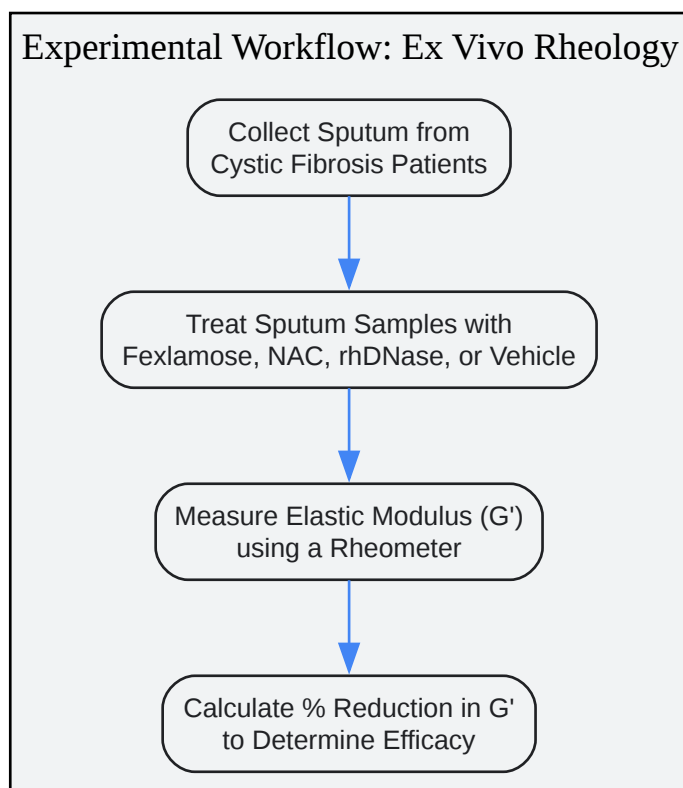 Experimental Workflow: Ex Vivo Rheology
Collect Sputum from
Cystic Fibrosis Patients
Treat Sputum Samples with
Fexlamose, NAC, rhDNase, or Vehicle
Measure Elastic Modulus (G')
using a Rheometer
Calculate % Reduction in G'
to Determine Efficacy